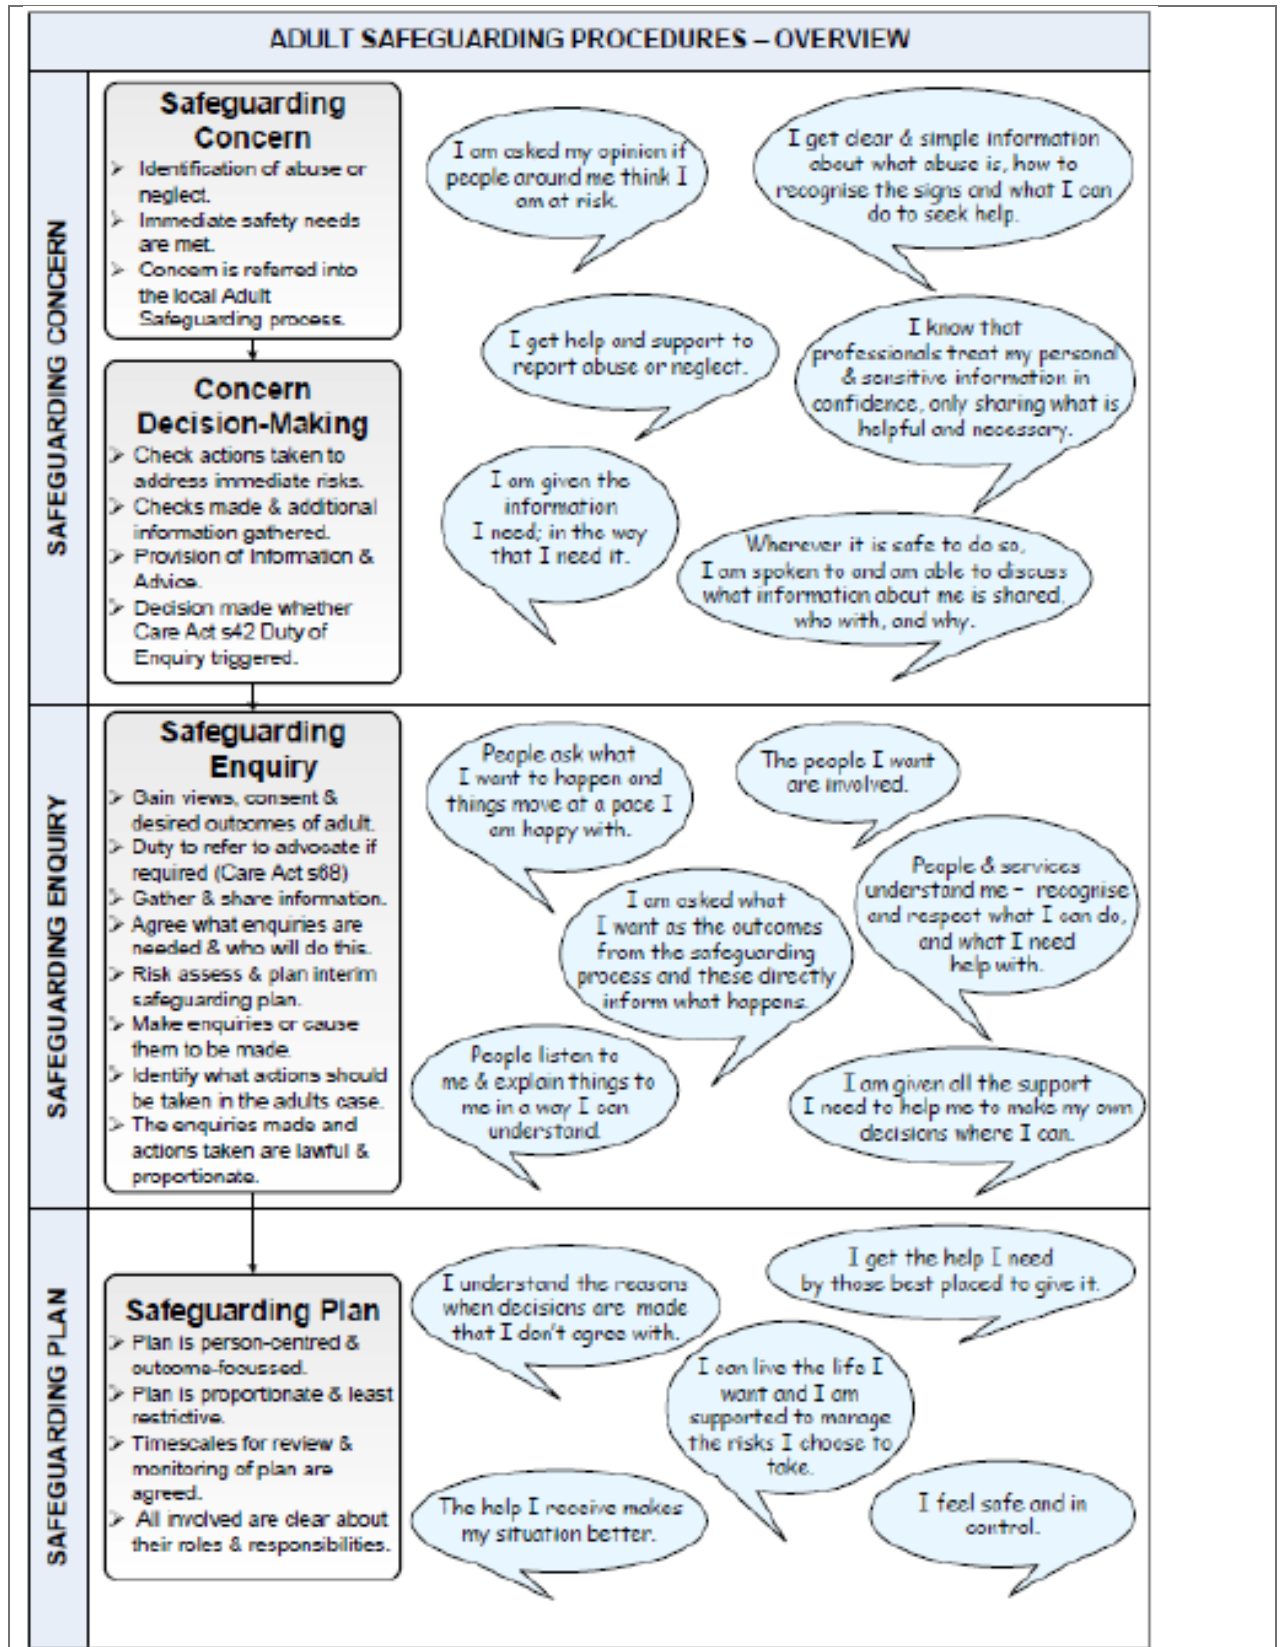 ADULT SAFEGUARDING PROCEDURES – OVERVIEW
SAFEGUARDING CONCERN
Safeguarding
Concern
➢ Identification of abuse or
neglect.
➢ Immediate safety needs
are met.
➢ Concern is referred into
the local Adult
Safeguarding process.
Concern
Decision-Making
➢ Check actions taken to
address immediate risks.
➢ Checks made & additional
information gathered.
➢ Provision of Information &
Advice.
➢ Decision made whether
Care Act s42 Duty of
Enquiry triggered.
I am asked my opinion if
people around me think I
am at risk.
I get clear & simple information
about what abuse is, how to
recognise the signs and what I can
do to seek help.
I get help and support to
report abuse or neglect.
I know that
professionals treat my personal
& sensitive information in
confidence, only sharing what is
helpful and necessary.
I am given the
information
I need; in the way
that I need it.
Wherever it is safe to do so,
I am spoken to and am able to discuss
what information about me is shared,
who with, and why.
SAFEGUARDING ENQUIRY
Safeguarding
Enquiry
➢ Gain views, consent &
desired outcomes of adult.
➢ Duty to refer to advocate if
required (Care Act s68)
➢ Gather & share information.
➢ Agree what enquiries are
needed & who will do this.
➢ Risk assess & plan interim
safeguarding plan.
➢ Make enquiries or cause
them to be made.
➢ Identify what actions should
be taken in the adults case.
➢ The enquiries made and
actions taken are lawful &
proportionate.
People ask what
I want to happen and
things move at a pace I
am happy with.
The people I want
are involved.
People & services
understand me – recognise
and respect what I can do,
and what I need
help with.
I am asked what
I want as the outcomes
from the safeguarding
process and these directly
inform what happens.
People listen to
me & explain things to
me in a way I can
understand.
I am given all the support
I need to help me to make my own
decisions where I can.
SAFEGUARDING PLAN
Safeguarding Plan
➢ Plan is person-centred &
outcome-focussed.
➢ Plan is proportionate & least
restrictive.
➢ Timescales for review &
monitoring of plan are
agreed.
➢ All involved are clear about
their roles & responsibilities.
I understand the reasons
when decisions are made
that I don't agree with.
I get the help I need
by those best placed to give it.
I can live the life I
want and I am
supported to manage
the risks I choose to
take.
The help I receive makes
my situation better.
I feel safe and in
control.